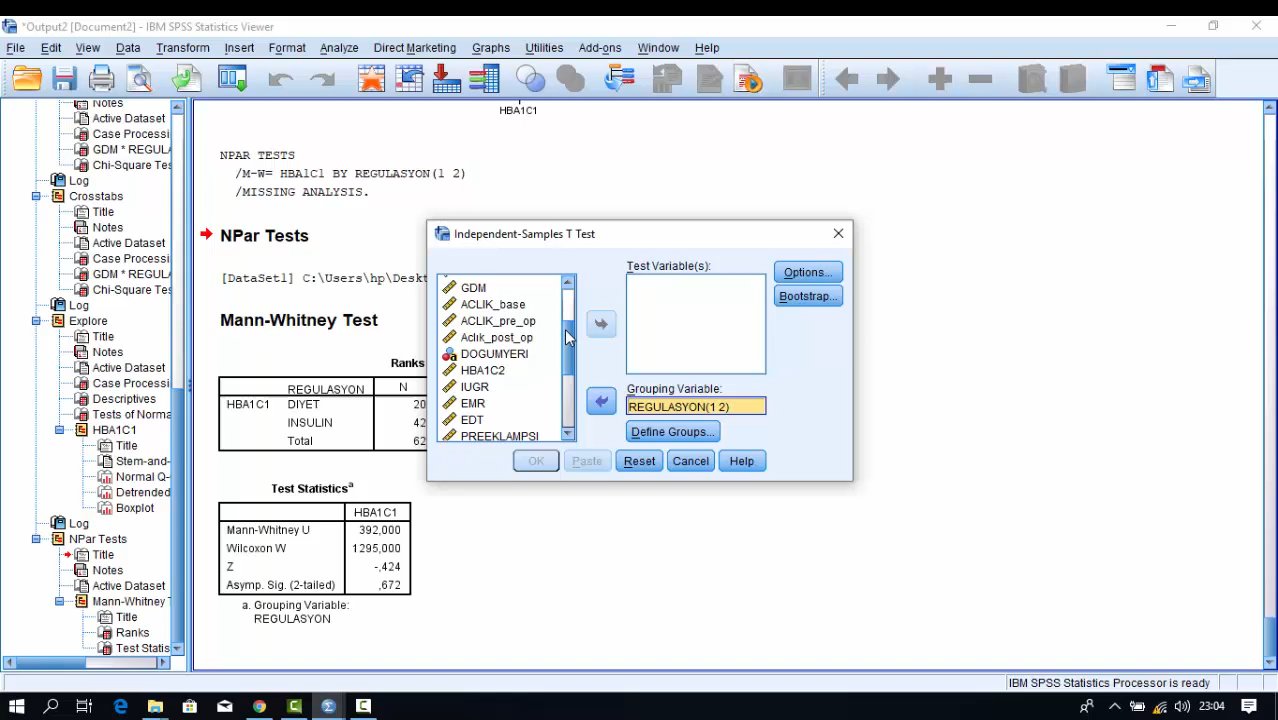 *Output2 [Document2] - IBM SPSS Statistics Viewer
File Edit View Data Transform Insert Format Analyze Direct Marketing Graphs Utilities Add-ons Window Help
Notes
Active Dataset
Case Processi
GDM * REGUL
Chi-Square Te
Log
Crosstabs
Title
Notes
Active Dataset
Case Processi
GDM * REGUL
Chi-Square Te
Log
Explore
Title
Notes
Active Dataset
Case Processi
Descriptives
Tests of Norma
HBA1C1
Title
Stem-and-
Normal Q-
Detrended
Boxplot
Log
NPar Tests
Title
Notes
Active Dataset
Mann-Whitney
Title
Ranks
Test Statis
HBA1C1
NPAR TESTS
/M-W= HBA1C1 BY REGULASYON(1 2)
/MISSING ANALYSIS.
NPar Tests
[DataSet1] C:\Users\hp\Deskt
Mann-Whitney Test
Ranks
REGULASYON N
HBA1C1 DIYET 20
INSULIN 42
Total 62
Test Statisticsa
HBA1C1
Mann-Whitney U 392,000
Wilcoxon W 1295,000
Z -,424
Asymp. Sig. (2-tailed) ,672
a. Grouping Variable:
REGULASYON
Independent-Samples T Test
GDM
ACLIK_base
ACLIK_pre_op
Aclık_post_op
DOGUMYERI
HBA1C2
IUGR
EMR
EDT
PREEKLAMPSI
Test Variable(s):
Options...
Bootstrap...
Grouping Variable:
REGULASYON(1 2)
Define Groups...
OK Paste Reset Cancel Help
IBM SPSS Statistics Processor is ready
23:04